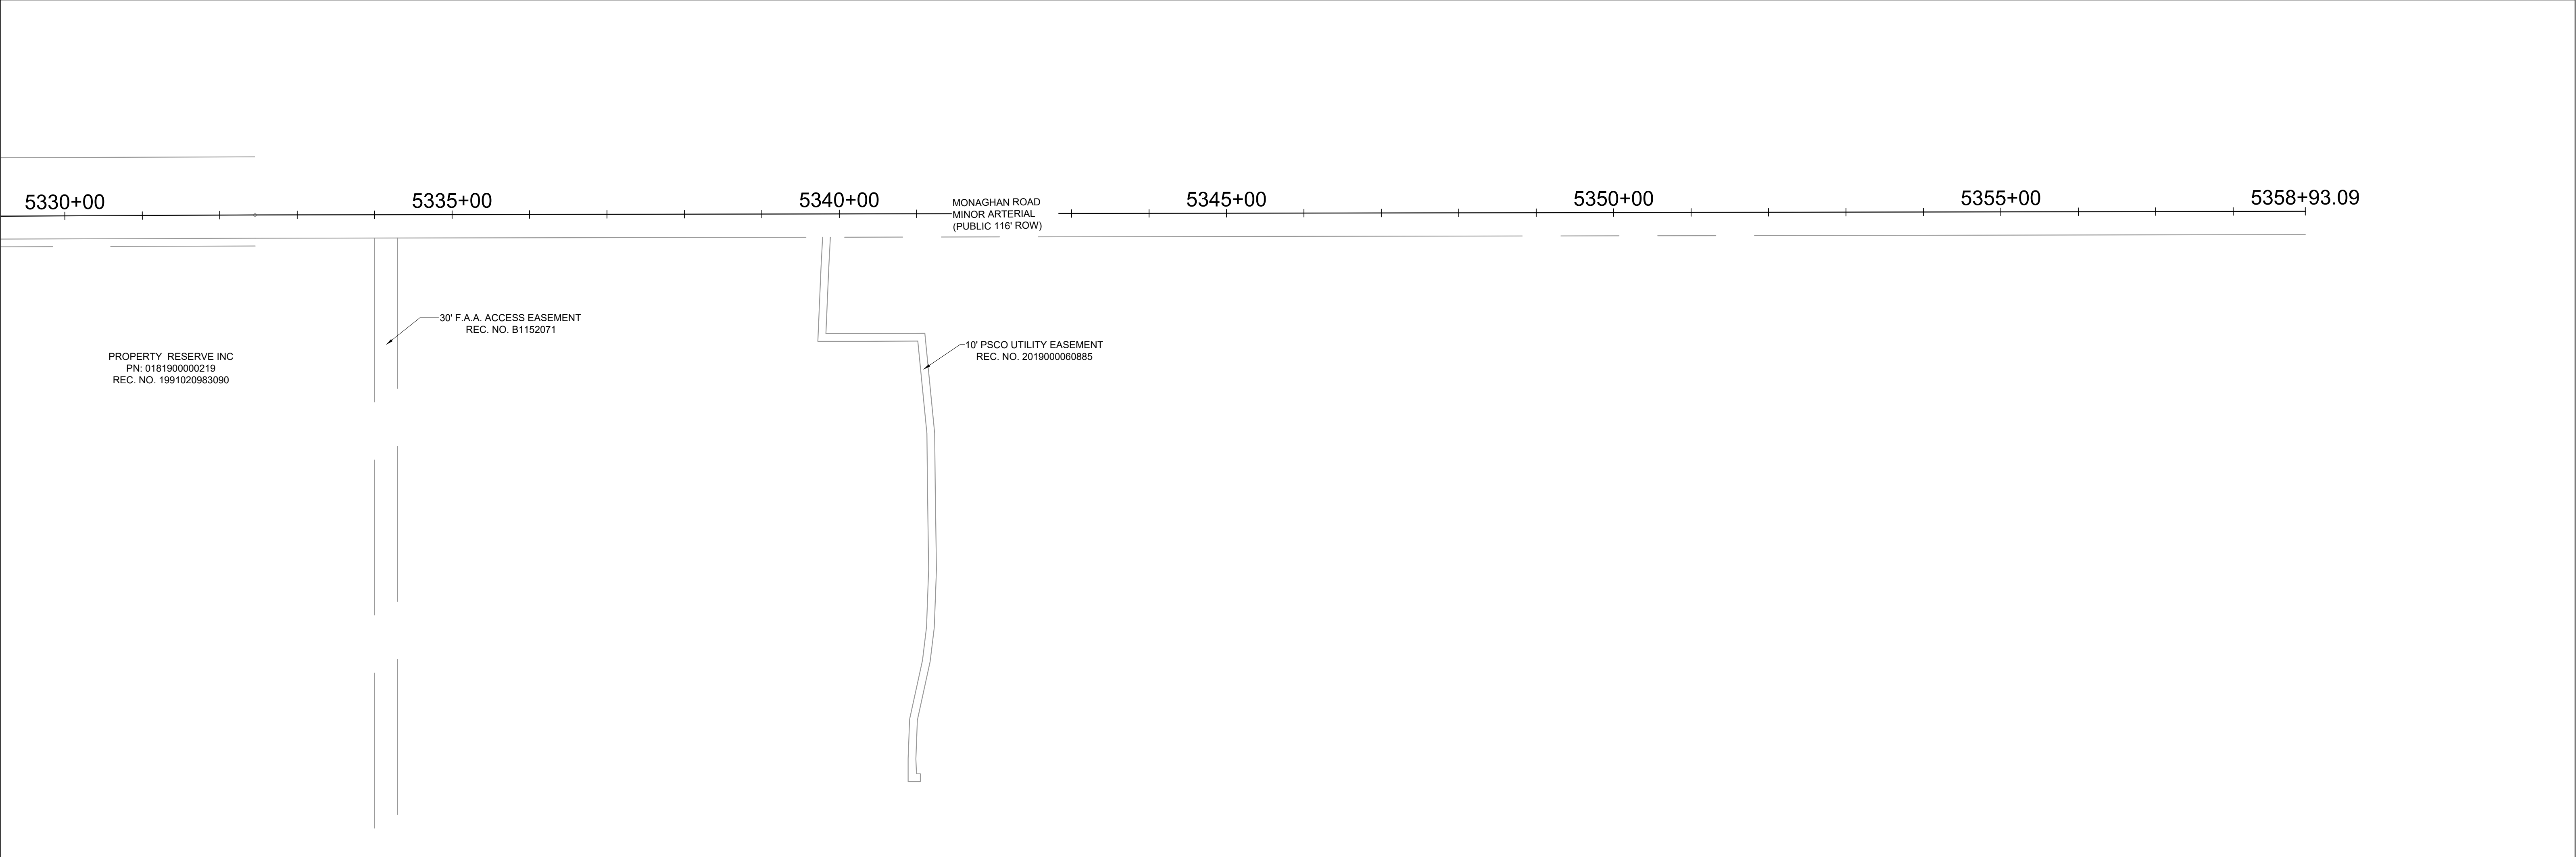 5330+00
5335+00
5340+00
MONAGHAN ROAD
MINOR ARTERIAL
(PUBLIC 116' ROW)
5345+00
5350+00
5355+00
5358+93.09
30' F.A.A. ACCESS EASEMENT
REC. NO. B1152071
PROPERTY RESERVE INC
PN: 0181900000219
REC. NO. 1991020983090
10' PSCO UTILITY EASEMENT
REC. NO. 2019000060885